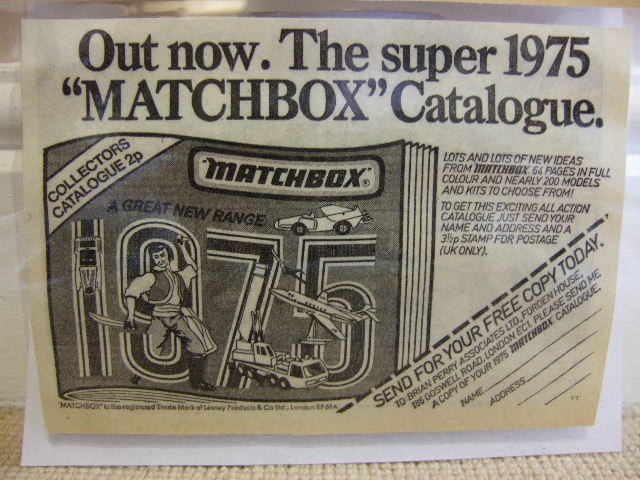 Out now. The super 1975
“MATCHBOX” Catalogue.
COLLECTORS
CATALOGUE 2p
"MATCHBOX"®
A GREAT NEW RANGE
1975
LOTS AND LOTS OF NEW IDEAS
FROM MATCHBOX. 64 PAGES IN FULL
COLOUR AND NEARLY 200 MODELS
AND KITS TO CHOOSE FROM!
TO GET THIS EXCITING ALL ACTION
CATALOGUE JUST SEND YOUR
NAME AND ADDRESS AND A
3½p STAMP FOR POSTAGE
(UK ONLY).
SEND FOR YOUR FREE COPY TODAY.
TO: BRIAN PERRY ASSOCIATES LTD., FORDEN HOUSE,
186 GOSWELL ROAD, LONDON EC1. PLEASE SEND ME
A COPY OF YOUR 1975 MATCHBOX CATALOGUE.
NAME
ADDRESS
VT
"MATCHBOX" is the registered Trade Mark of Lesney Products & Co Ltd., London E9 6PA